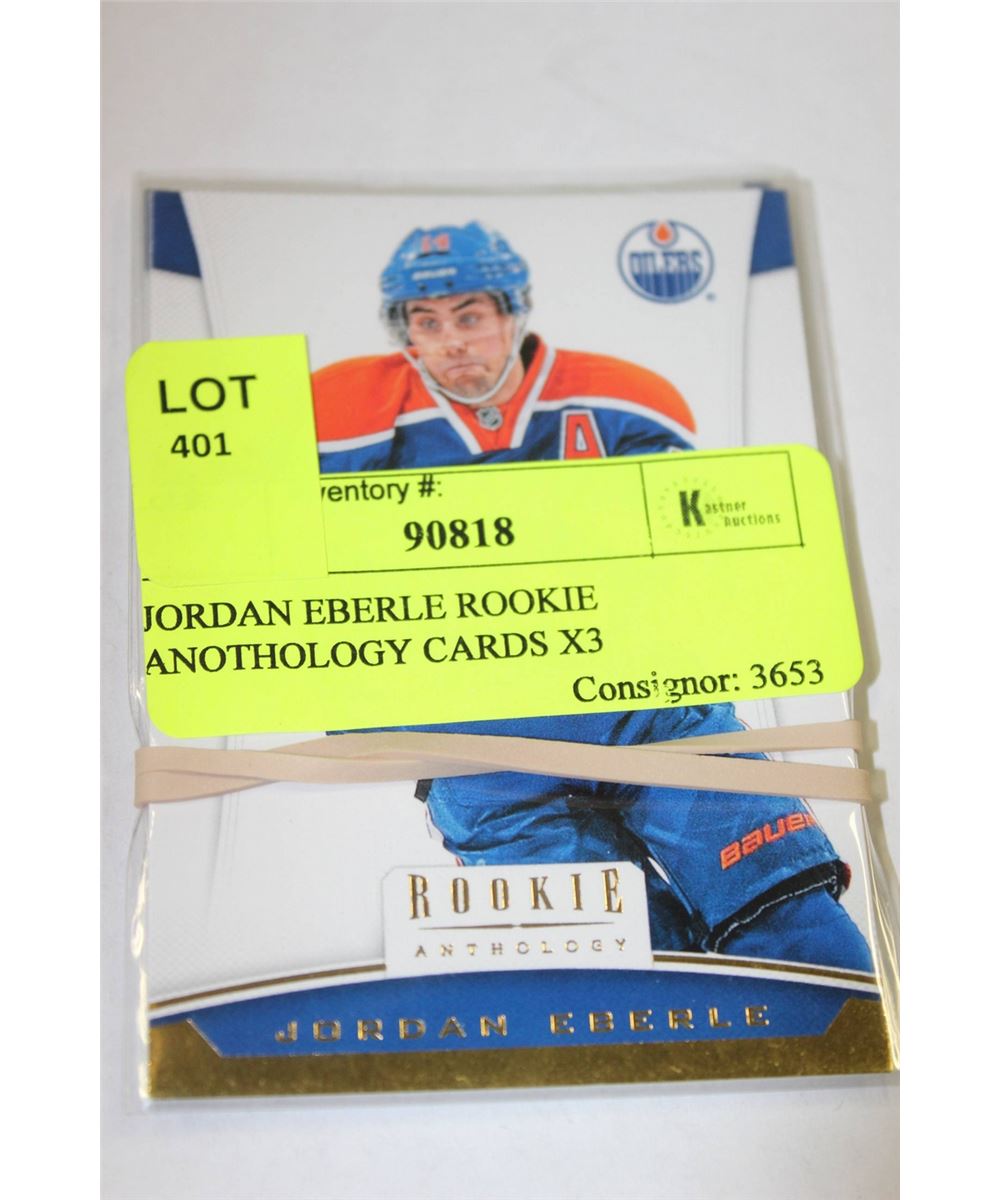 14
OILERS
LOT
401
A
ventory #:
90818
Kastner
Auctions
JORDAN EBERLE ROOKIE
ANOTHOLOGY CARDS X3
Consignor: 3653
BAUER
ROOKIE
ANTHOLOGY
JORDAN EBERLE